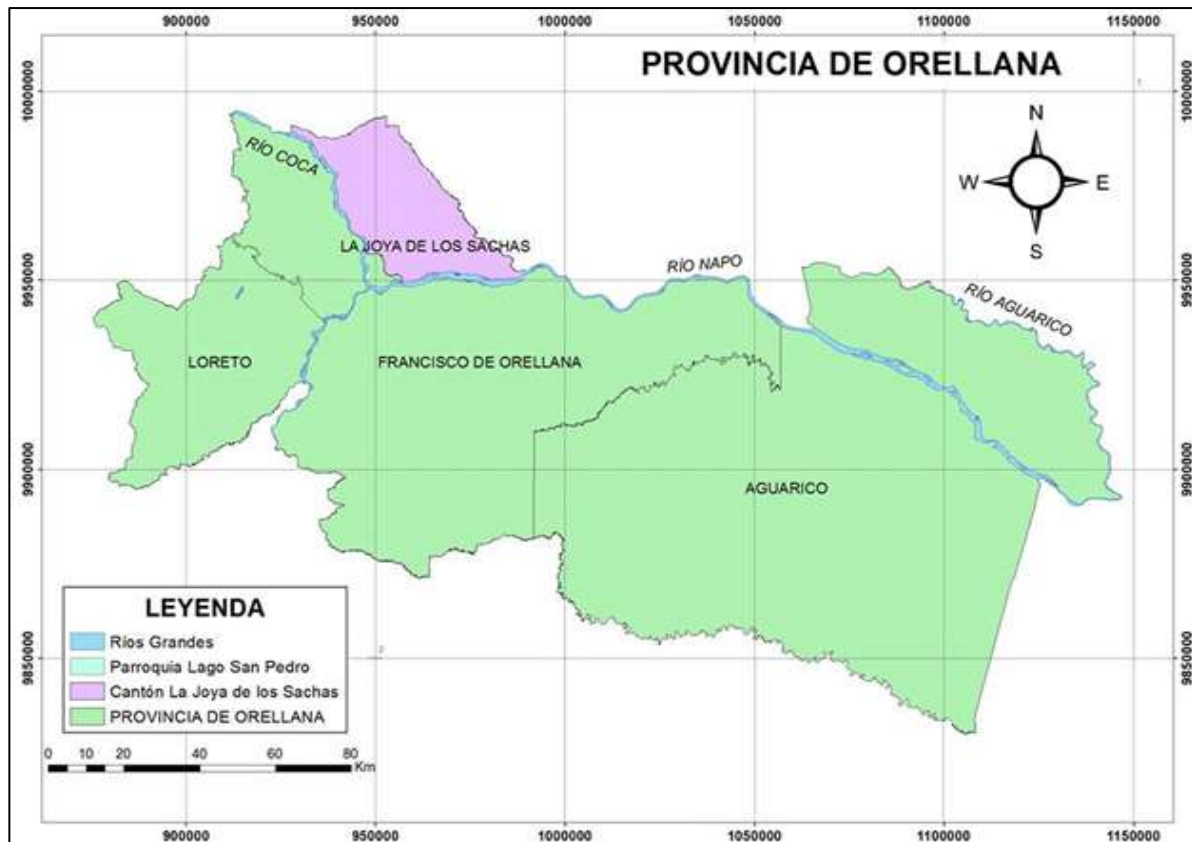 900000 950000 1000000 1050000 1100000 1150000
PROVINCIA DE ORELLANA
10000000 10000000
N
W E
S
RÍO COCA
LA JOYA DE LOS SACHAS
RÍO NAPO
9950000 9950000
RÍO AGUARICO
LORETO
FRANCISCO DE ORELLANA
9900000 9900000
AGUARICO
LEYENDA
Ríos Grandes
Parroquia Lago San Pedro
Cantón La Joya de los Sachas
PROVINCIA DE ORELLANA
9850000 9850000
0 10 20 40 60 80
Km
900000 950000 1000000 1050000 1100000 1150000